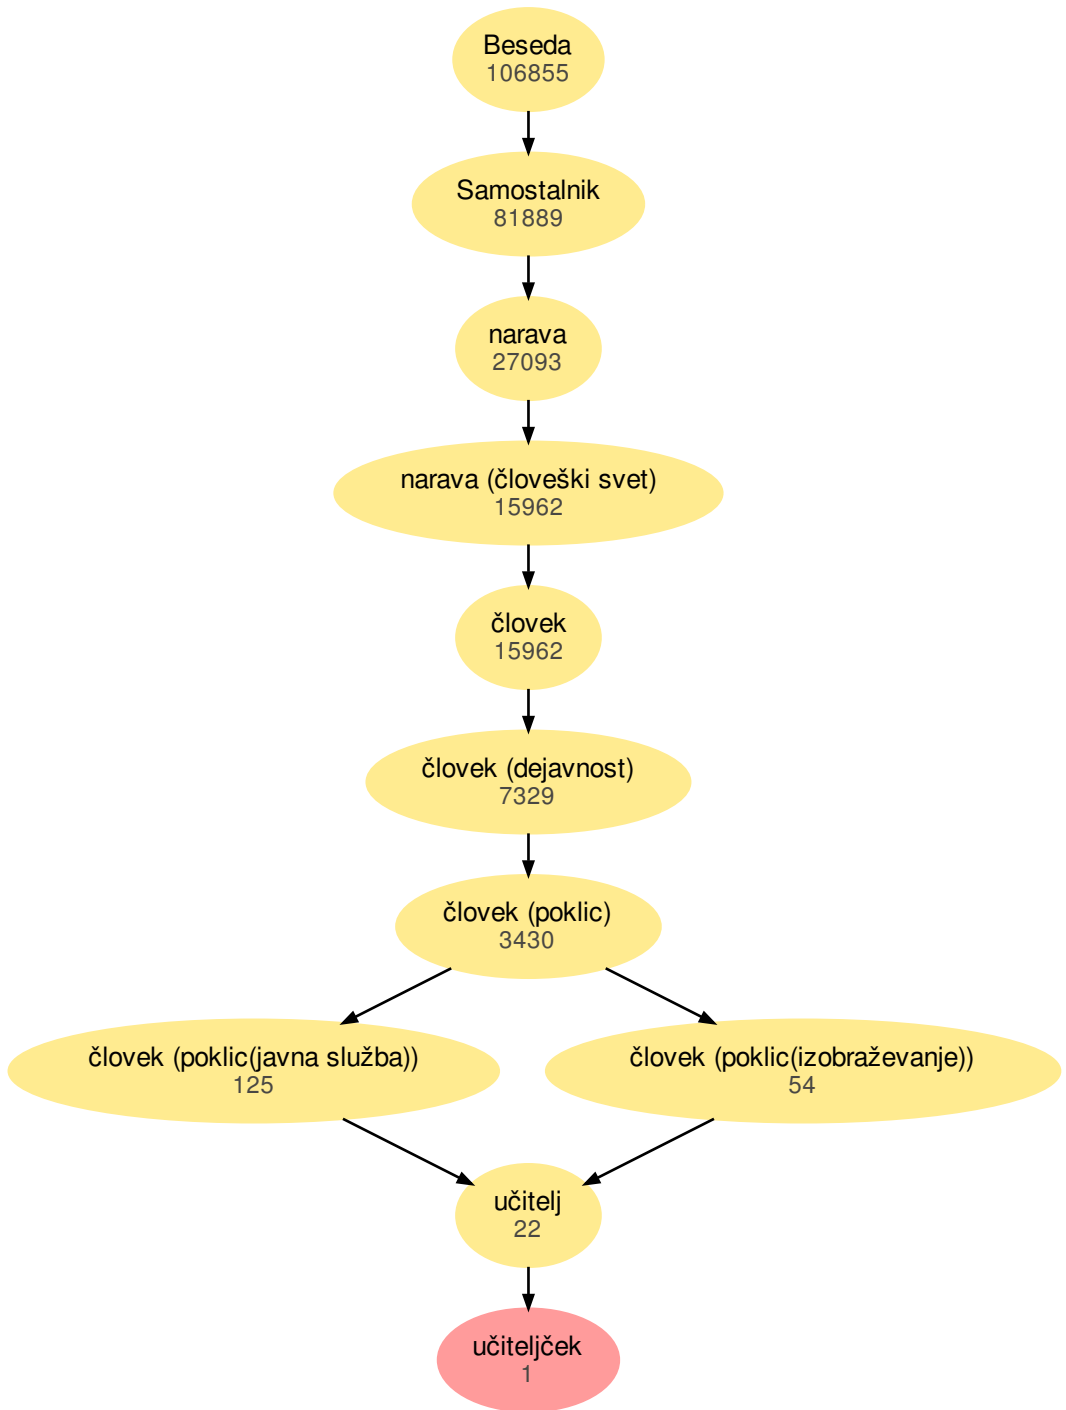 Beseda
106855
Samostalnik
81889
narava
27093
narava (človeški svet)
15962
človek
15962
človek (dejavnost)
7329
človek (poklic)
3430
človek (poklic(javna služba))
125
človek (poklic(izobraževanje))
54
učitelj
22
učiteljček
1